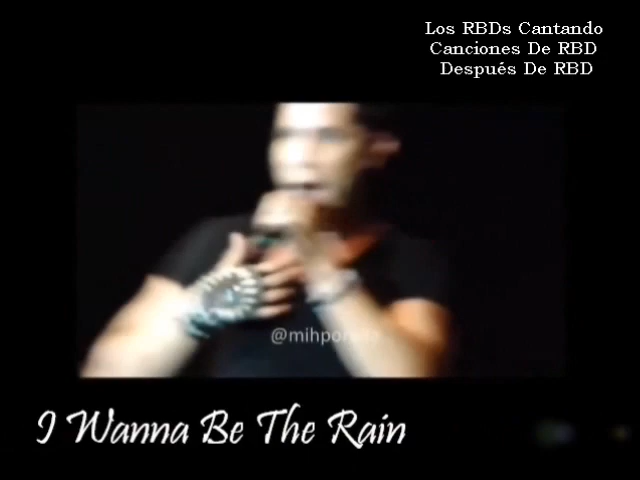 Los RBDs Cantando
Canciones De RBD
Después De RBD
I Wanna Be The Rain